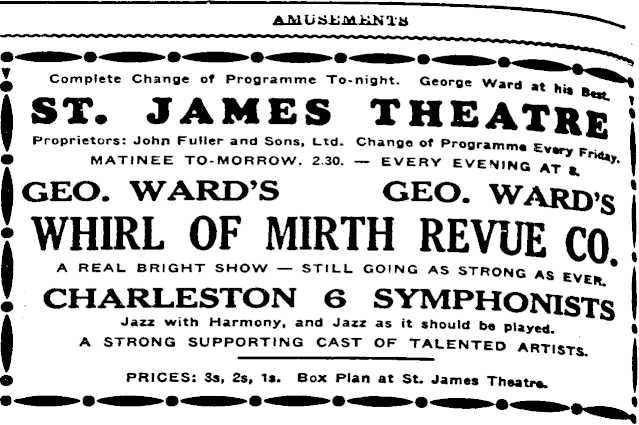 AMUSEMENTS
Complete Change of Programme To-night. George Ward at his Best.
ST. JAMES THEATRE
Proprietors: John Fuller and Sons, Ltd. Change of Programme Every Friday.
MATINEE TO-MORROW, 2.30. — EVERY EVENING AT 8.
GEO. WARD'S GEO. WARD'S
WHIRL OF MIRTH REVUE CO.
A REAL BRIGHT SHOW — STILL GOING AS STRONG AS EVER.
CHARLESTON 6 SYMPHONISTS
Jazz with Harmony, and Jazz as it should be played.
A STRONG SUPPORTING CAST OF TALENTED ARTISTS.
PRICES: 3s, 2s, 1s. Box Plan at St. James Theatre.